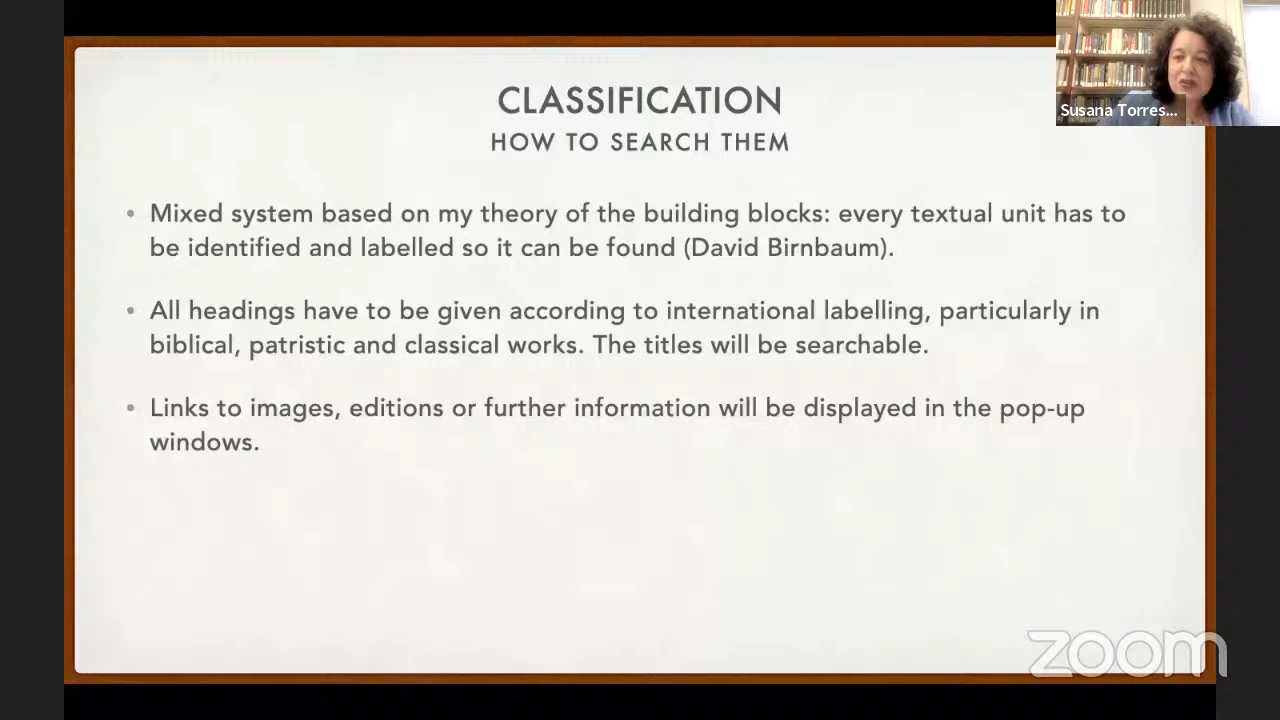 Susana Torres...
CLASSIFICATION
HOW TO SEARCH THEM
• Mixed system based on my theory of the building blocks: every textual unit has to
be identified and labelled so it can be found (David Birnbaum).
• All headings have to be given according to international labelling, particularly in
biblical, patristic and classical works. The titles will be searchable.
• Links to images, editions or further information will be displayed in the pop-up
windows.
zoom